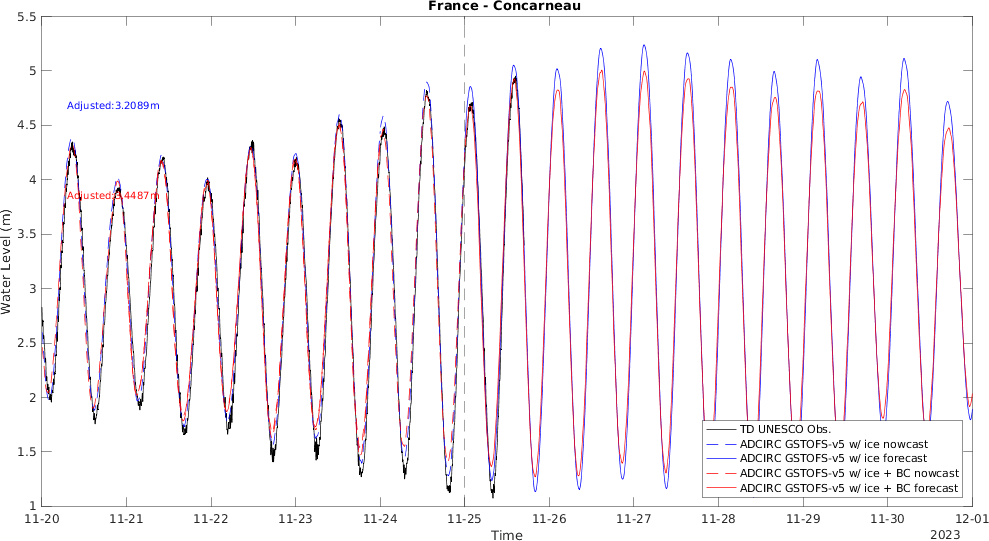 France - Concarneau
Water Level (m)
5.5
5
4.5
4
3.5
3
2.5
2
1.5
1
Adjusted:3.2089m
Adjusted:3.4487m
TD UNESCO Obs.
ADCIRC GSTOFS-v5 w/ ice nowcast
ADCIRC GSTOFS-v5 w/ ice forecast
ADCIRC GSTOFS-v5 w/ ice + BC nowcast
ADCIRC GSTOFS-v5 w/ ice + BC forecast
11-20 11-21 11-22 11-23 11-24 11-25 11-26 11-27 11-28 11-29 11-30 12-01
Time
2023